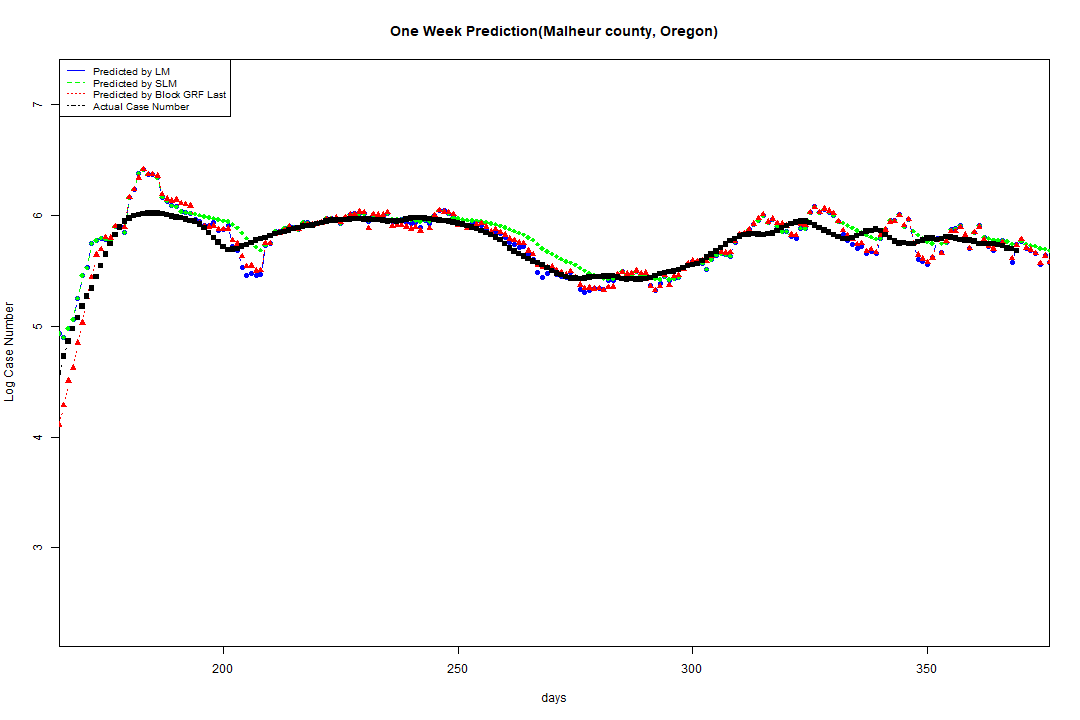 One Week Prediction(Malheur county, Oregon)
Predicted by LM
Predicted by SLM
Predicted by Block GRF Last
Actual Case Number
7
6
5
4
3
Log Case Number
200 250 300 350
days